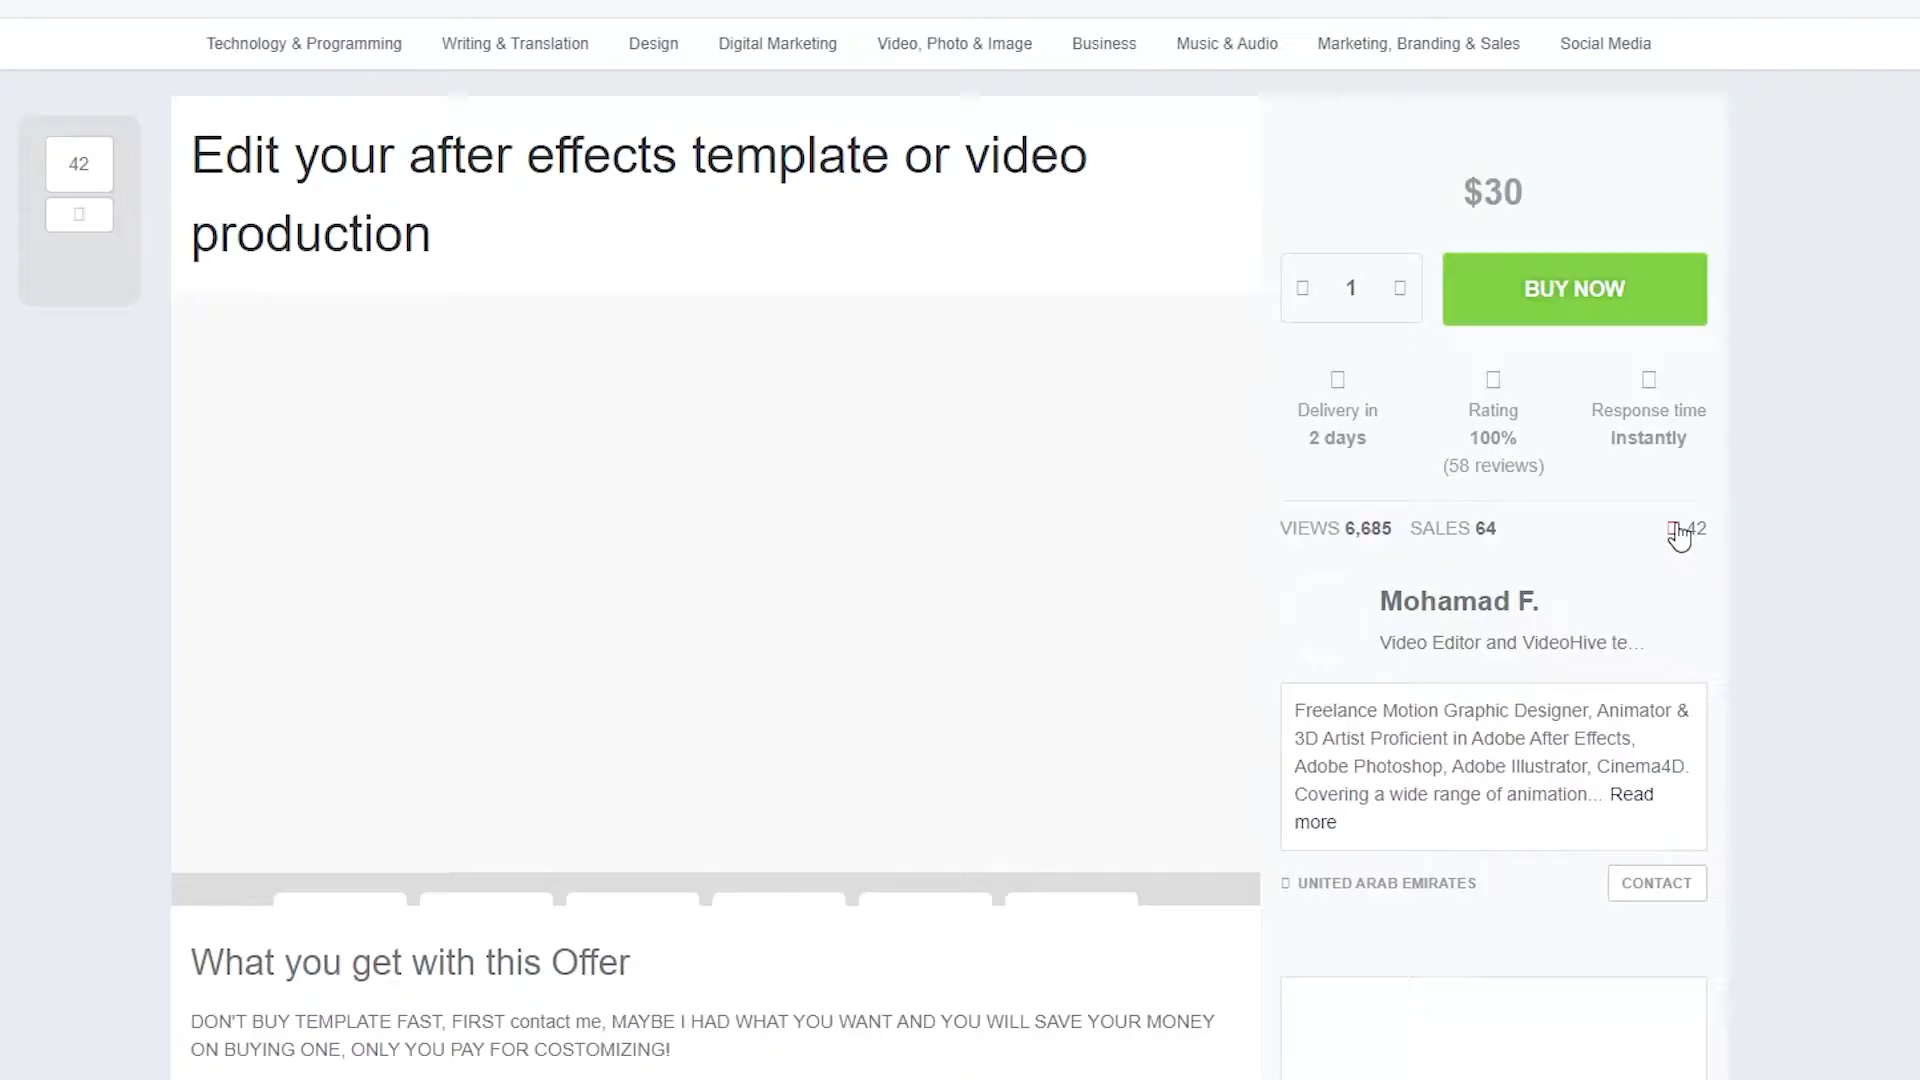 Technology & Programming Writing & Translation Design Digital Marketing Video, Photo & Image Business Music & Audio Marketing, Branding & Sales Social Media
42
Edit your after effects template or video
production
$30
1
BUY NOW
Delivery in
2 days
Rating
100%
(58 reviews)
Response time
Instantly
VIEWS 6,685 SALES 64
42
Mohamad F.
Video Editor and VideoHive te...
Freelance Motion Graphic Designer, Animator &
3D Artist Proficient in Adobe After Effects,
Adobe Photoshop, Adobe Illustrator, Cinema4D.
Covering a wide range of animation... Read
more
UNITED ARAB EMIRATES
CONTACT
What you get with this Offer
DON'T BUY TEMPLATE FAST, FIRST contact me, MAYBE I HAD WHAT YOU WANT AND YOU WILL SAVE YOUR MONEY
ON BUYING ONE, ONLY YOU PAY FOR COSTOMIZING!